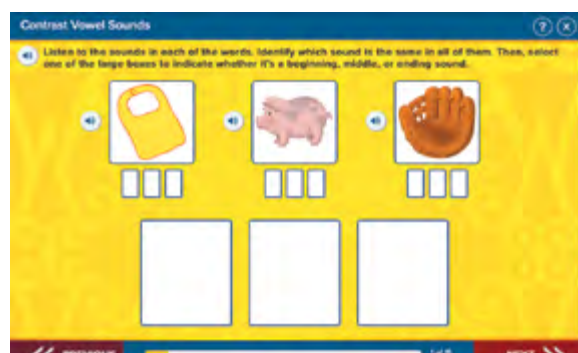 Contrast Vowel Sounds
Listen to the sounds in each of the words. Identify which sound is the same in all of them. Then, select
one of the large boxes to indicate whether it's a beginning, middle, or ending sound.
PREVIOUS
NEXT